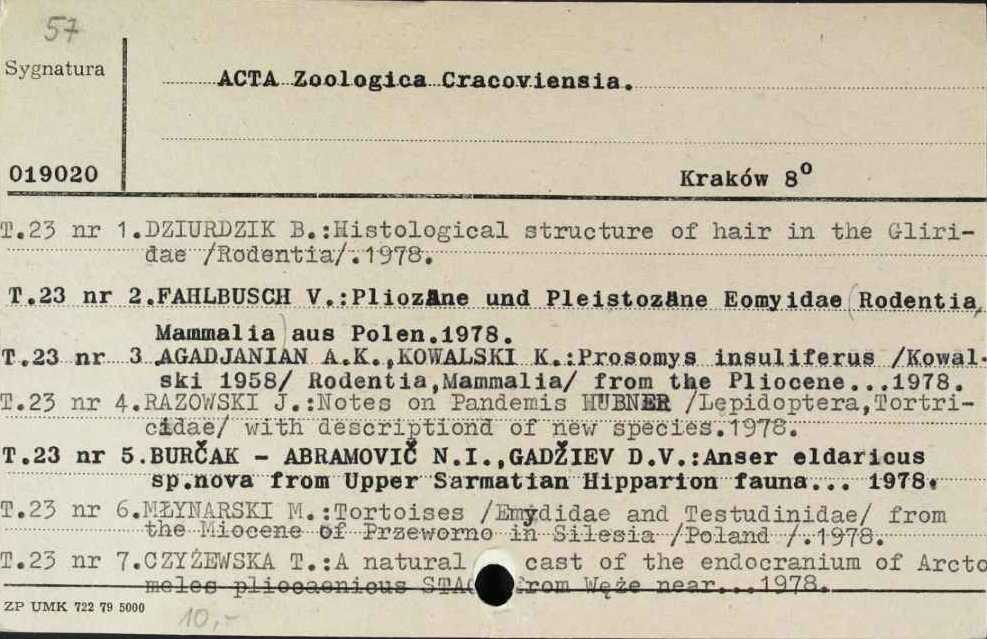 57
Sygnatura
ACTA Zoologica Cracoviensia.
019020
Kraków 8°
T.23 nr 1.DZIURDZIK B.:Histological structure of hair in the Gliri-
dae /Rodentia/.1978.
T.23 nr 2.FAHLBUSCH V.:Pliozäne und Pleistozäne Eomyidae(Rodentia,
Mammalia)aus Polen.1978.
T.23 nr 3.AGADJANIAN A.K.,KOWALSKI K.:Prosomys insuliferus /Kowal-
ski 1958/ Rodentia,Mammalia/ from the Pliocene...1978.
T.23 nr 4.RAZOWSKI J.:Notes on Pandemis HUBNER /Lepidoptera,Tortri-
cidae/ with descriptiond of new species.1978.
T.23 nr 5.BURČAK - ABRAMOVIČ N.I.,GADŽIEV D.V.:Anser eldaricus
sp.nova from Upper Sarmatian Hipparion fauna... 1978.
T.23 nr 6.MŁYNARSKI M.:Tortoises /Emydidae and Testudinidae/ from
the Miocene of Przeworno in Silesia /Poland /.1978.
T.23 nr 7.CZYŻEWSKA T.:A natural cast of the endocranium of Arcto
meles pliocaenicus from Węże near...1978.
ZP UMK 722 79 5000
10,-